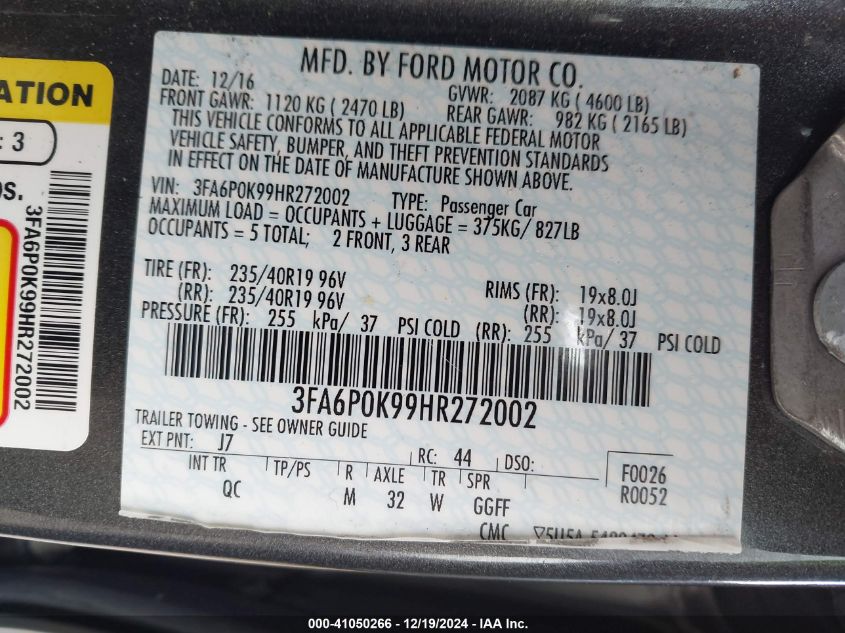 ATION
: 3
OS.
3FA6P0K99HR272002
MFD. BY FORD MOTOR CO.
DATE: 12/16 GVWR: 2087 KG ( 4600 LB)
FRONT GAWR: 1120 KG ( 2470 LB) REAR GAWR: 982 KG ( 2165 LB)
THIS VEHICLE CONFORMS TO ALL APPLICABLE FEDERAL MOTOR
VEHICLE SAFETY, BUMPER, AND THEFT PREVENTION STANDARDS
IN EFFECT ON THE DATE OF MANUFACTURE SHOWN ABOVE.
VIN: 3FA6P0K99HR272002 TYPE: Passenger Car
MAXIMUM LOAD = OCCUPANTS + LUGGAGE = 375KG/ 827LB
OCCUPANTS = 5 TOTAL; 2 FRONT, 3 REAR
TIRE (FR): 235/40R19 96V RIMS (FR): 19x8.0J
(RR): 235/40R19 96V (RR): 19x8.0J
PRESSURE (FR): 255 kPa/ 37 PSI COLD (RR): 255 kPa/ 37 PSI COLD
3FA6P0K99HR272002
TRAILER TOWING - SEE OWNER GUIDE
EXT PNT: J7 RC: 44 DSO: F0026
INT TR TP/PS R AXLE TR SPR R0052
QC M 32 W GGFF
CMC
000-41050266 - 12/19/2024 - IAA Inc.